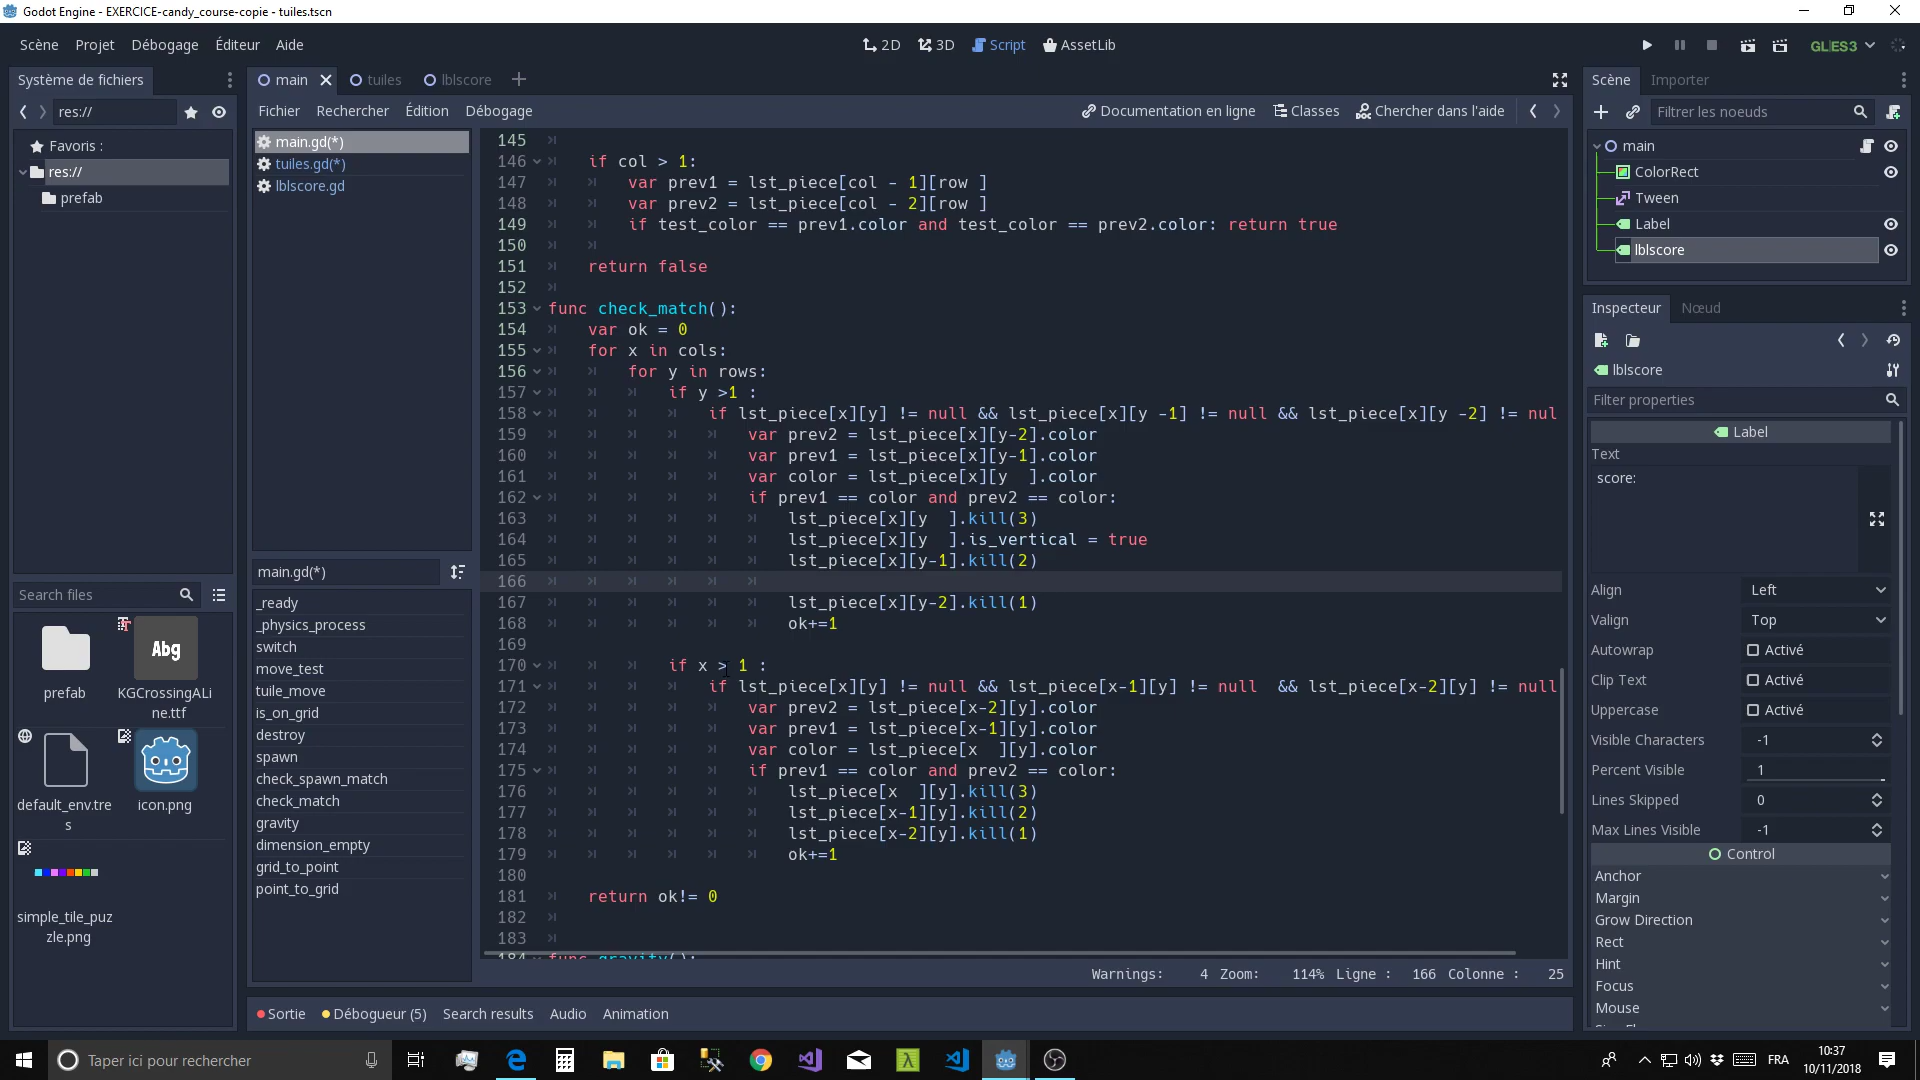 Godot Engine - EXERCICE-candy_course-copie - tuiles.tscn
Scène Projet Débogage Éditeur Aide
2D 3D Script AssetLib
GLES3
Système de fichiers
res://
Favoris :
res://
prefab
Search files
prefab
KGCrossingALi
ne.ttf
Abg
default_env.tre
s
icon.png
simple_tile_pu
zzle.png
main tuiles lblscore
Fichier Rechercher Édition Débogage
Documentation en ligne Classes Chercher dans l'aide
main.gd(*)
tuiles.gd(*)
lblscore.gd
main.gd(*)
_ready
_physics_process
switch
move_test
tuile_move
is_on_grid
destroy
spawn
check_spawn_match
check_match
gravity
dimension_empty
grid_to_point
point_to_grid
145
146 if col > 1:
147 var prev1 = lst_piece[col - 1][row ]
148 var prev2 = lst_piece[col - 2][row ]
149 if test_color == prev1.color and test_color == prev2.color: return true
150
151 return false
152
153 func check_match():
154 var ok = 0
155 for x in cols:
156 for y in rows:
157 if y >1 :
158 if lst_piece[x][y] != null && lst_piece[x][y -1] != null && lst_piece[x][y -2] != nul
159 var prev2 = lst_piece[x][y-2].color
160 var prev1 = lst_piece[x][y-1].color
161 var color = lst_piece[x][y  ].color
162 if prev1 == color and prev2 == color:
163 lst_piece[x][y  ].kill(3)
164 lst_piece[x][y  ].is_vertical = true
165 lst_piece[x][y-1].kill(2)
166
167 lst_piece[x][y-2].kill(1)
168 ok+=1
169
170 if x > 1 :
171 if lst_piece[x][y] != null && lst_piece[x-1][y] != null  && lst_piece[x-2][y] != null
172 var prev2 = lst_piece[x-2][y].color
173 var prev1 = lst_piece[x-1][y].color
174 var color = lst_piece[x  ][y].color
175 if prev1 == color and prev2 == color:
176 lst_piece[x  ][y].kill(3)
177 lst_piece[x-1][y].kill(2)
178 lst_piece[x-2][y].kill(1)
179 ok+=1
180
181 return ok!= 0
182
183
184 func gravity():
Warnings: 4 Zoom: 114% Ligne : 166 Colonne : 25
Sortie Débogueur (5) Search results Audio Animation
Scène Importer
Filtrer les noeuds
main
ColorRect
Tween
Label
lblscore
Inspecteur Nœud
lblscore
Filter properties
Label
Text
score:
Align Left
Valign Top
Autowrap Activé
Clip Text Activé
Uppercase Activé
Visible Characters -1
Percent Visible 1
Lines Skipped 0
Max Lines Visible -1
Control
Anchor
Margin
Grow Direction
Rect
Hint
Focus
Mouse
Taper ici pour rechercher
FRA
10:37
10/11/2018